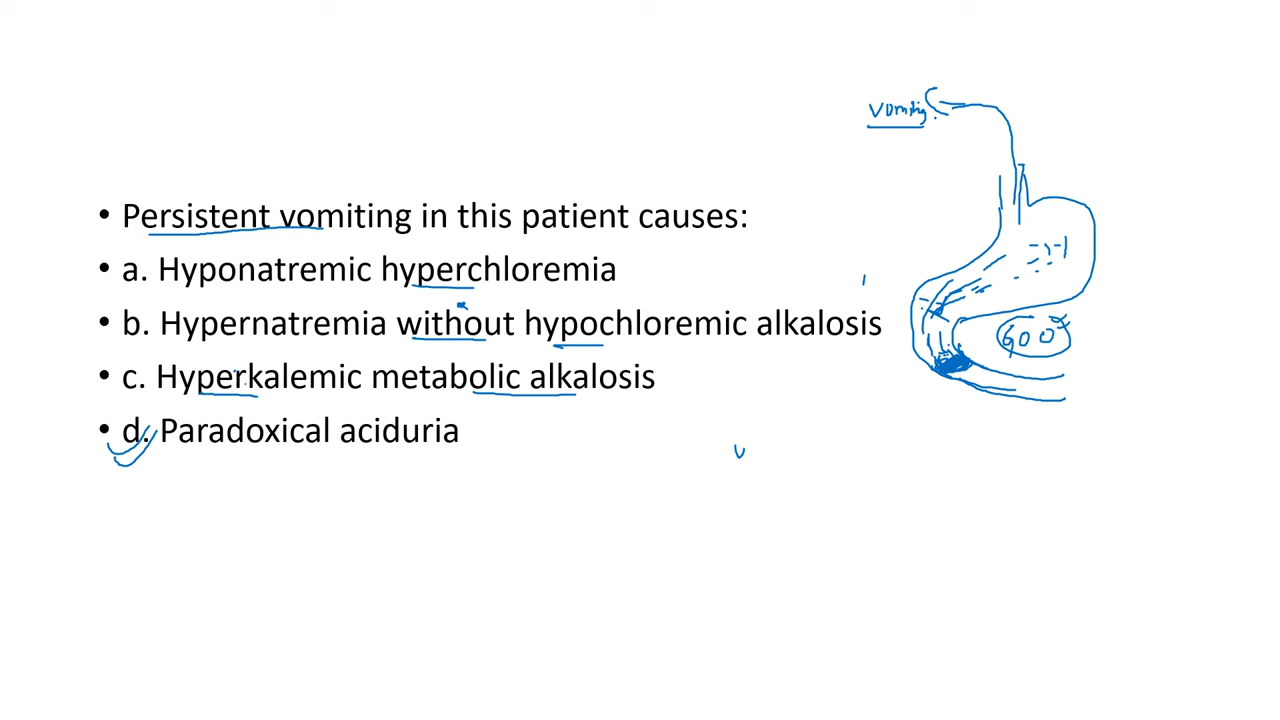 vomiting
• Persistent vomiting in this patient causes:
• a. Hyponatremic hyperchloremia
• b. Hypernatremia without hypochloremic alkalosis
• c. Hyperkalemic metabolic alkalosis
• d. Paradoxical aciduria